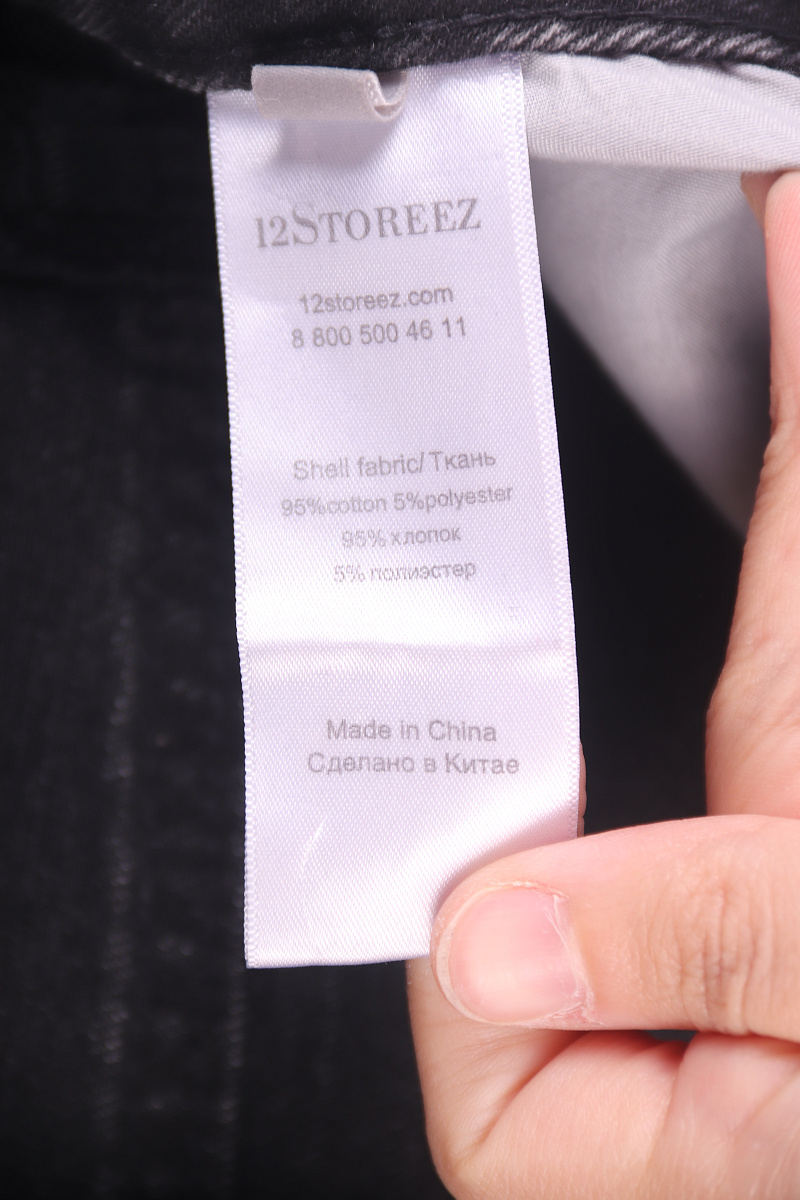 12STOREEZ
12storeez.com
8 800 500 46 11
Shell fabric/ Ткань
95%cotton 5%polyester
95% хлопок
5% полиэстер
Made in China
Сделано в Китае